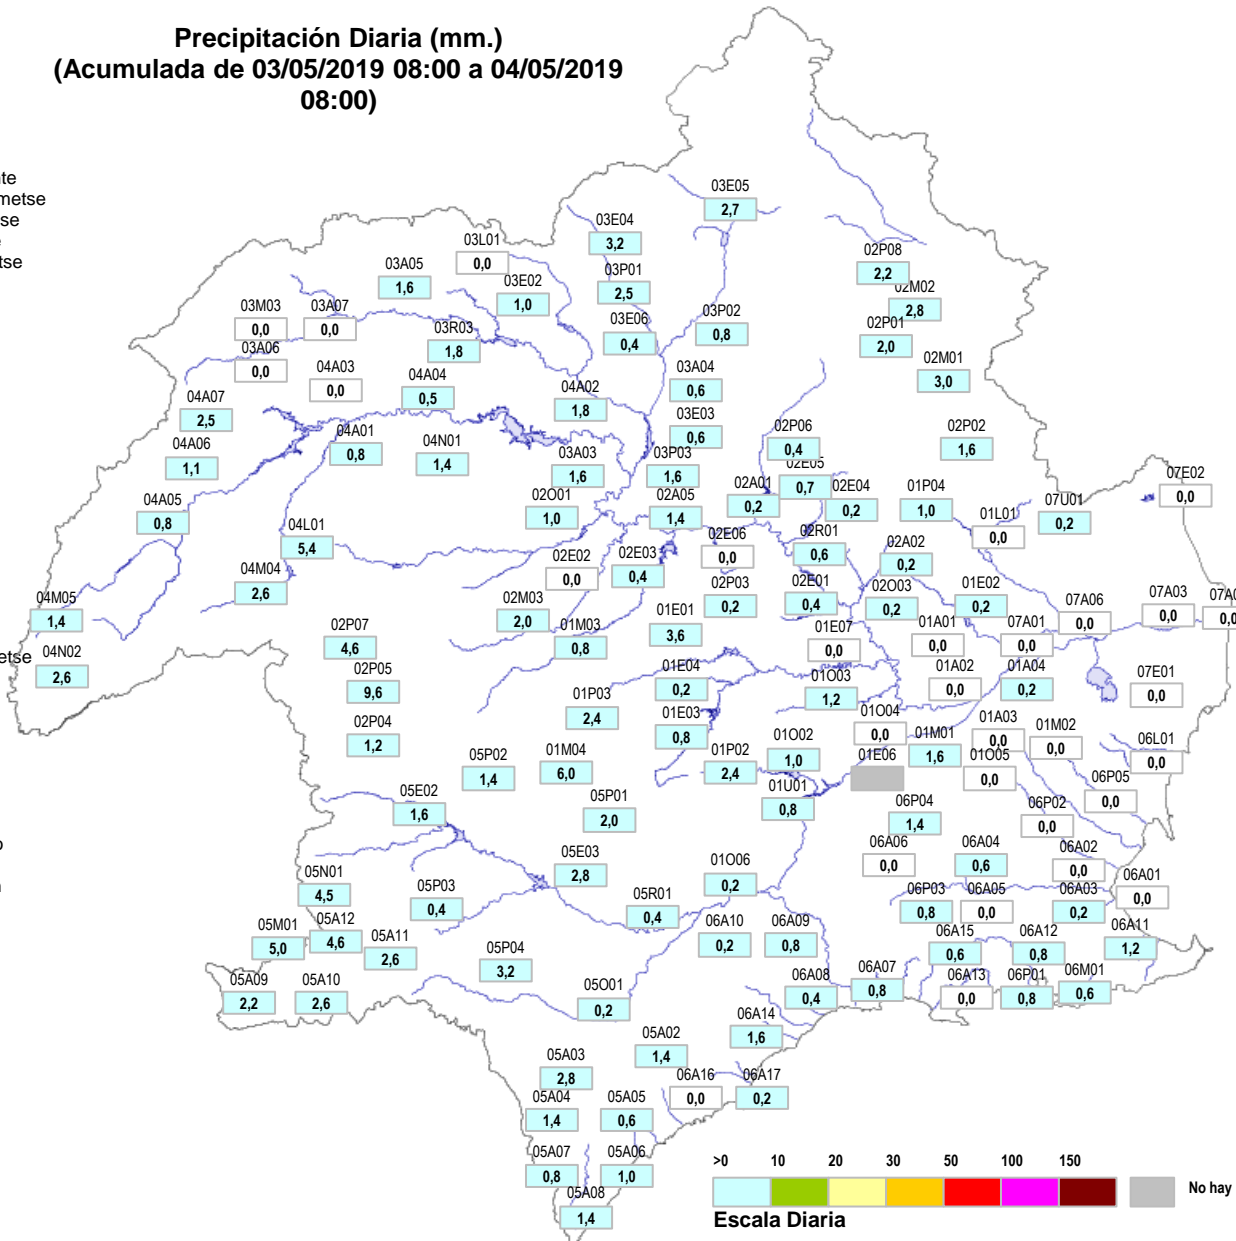 Precipitación Diaria (mm.)
(Acumulada de 03/05/2019 08:00 a 04/05/2019
08:00)
nte
metse
se
e
tse
03E05
2,7
03E04
3,2
03L01
0,0
03P01
2,5
02P08
2,2
03A05
1,6
03E02
1,0
02M02
2,8
03M03
0,0
03A07
0,0
03E06
0,4
03P02
0,8
03R03
1,8
02P01
2,0
03A06
0,0
04A03
0,0
04A04
0,5
03A04
0,6
02M01
3,0
04A07
2,5
04A02
1,8
03E03
0,6
04A01
0,8
02P06
0,4
02P02
1,6
04A06
1,1
04N01
1,4
03A03
1,6
03P03
1,6
02E05
0,7
07E02
0,0
04A05
0,8
02O01
1,0
02A05
1,4
02A01
0,2
02E04
0,2
01P04
1,0
01L01
0,0
07U01
0,2
04L01
5,4
02E06
0,0
02R01
0,6
02A02
0,2
02E02
0,0
02E03
0,4
04M04
2,6
02P03
0,2
02E01
0,4
02O03
0,2
01E02
0,2
04M05
1,4
02M03
2,0
01E01
3,6
07A06
0,0
07A03
0,0
07A0
0,0
02P07
4,6
01M03
0,8
01E07
0,0
01A01
0,0
07A01
0,0
etse
04N02
2,6
02P05
9,6
01E04
0,2
01O03
1,2
01A02
0,0
01A04
0,2
07E01
0,0
01P03
2,4
01E03
0,8
01O04
0,0
01A03
0,0
01M02
0,0
02P04
1,2
01M01
1,6
06L01
0,0
05P02
1,4
01M04
6,0
01P02
2,4
01O02
1,0
01E06
01O05
0,0
06P05
0,0
05E02
1,6
05P01
2,0
01U01
0,8
06P04
1,4
06P02
0,0
o
05E03
2,8
01O06
0,2
06A06
0,0
06A04
0,6
06A02
0,0
06A01
0,0
n
05N01
4,5
05P03
0,4
05R01
0,4
06P03
0,8
06A05
0,0
06A03
0,2
05M01
5,0
05A12
4,6
05A11
2,6
06A10
0,2
06A09
0,8
06A15
0,6
06A12
0,8
06A11
1,2
05P04
3,2
05A09
2,2
05A10
2,6
05O01
0,2
06A08
0,4
06A07
0,8
06A13
0,0
06P01
0,8
06M01
0,6
06A14
1,6
05A02
1,4
05A03
2,8
06A16
0,0
06A17
0,2
05A04
1,4
05A05
0,6
05A07
0,8
05A06
1,0
05A08
1,4
>0 10 20 30 50 100 150
No hay
Escala Diaria